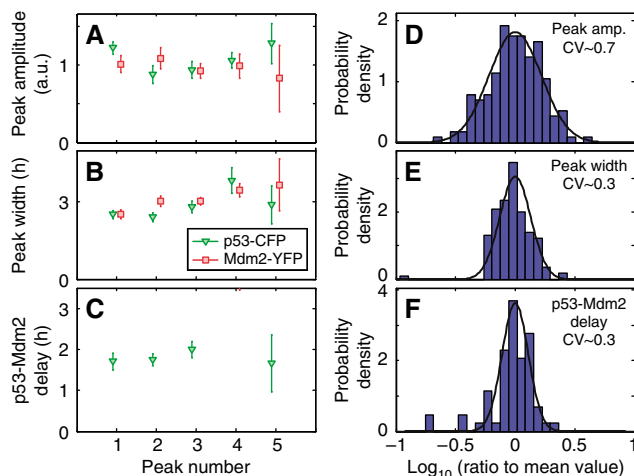 A
Peak amplitude
(a.u.)
1
0
B
Peak width (h)
3
0
p53-CFP
Mdm2-YFP
C
p53-Mdm2
delay (h)
3
2
1
0
1 2 3 4 5
Peak number
D
Peak amp.
CV~0.7
Probability
density
2
1
0
E
Peak width
CV~0.3
Probability
density
2
0
F
p53-Mdm2
delay
CV~0.3
Probability
density
4
2
0
−1 −0.5 0 0.5 1
Log10 (ratio to mean value)